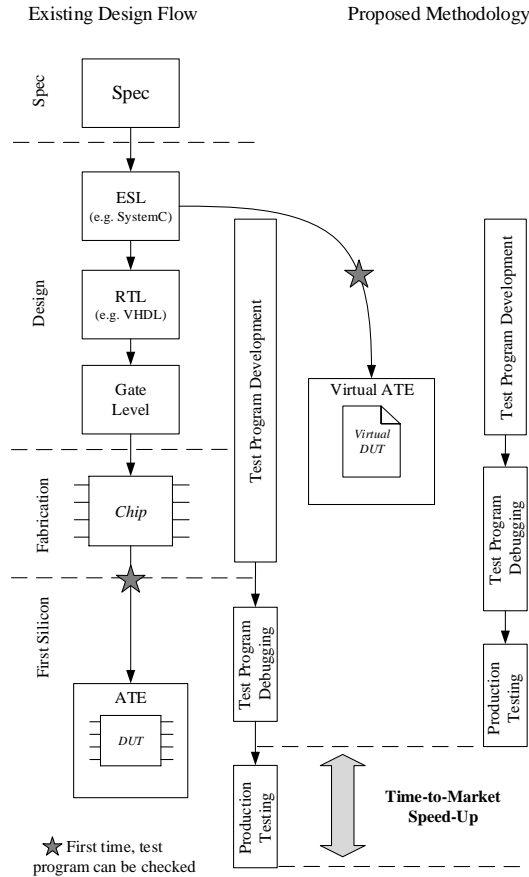 Existing Design Flow
Proposed Methodology
Spec
Spec
ESL
(e.g. SystemC)
Design
RTL
(e.g. VHDL)
Gate
Level
Test Program Development
Virtual ATE
Virtual
DUT
Test Program Development
Fabrication
Chip
Test Program
Debugging
First Silicon
ATE
DUT
Test Program
Debugging
Production
Testing
Production
Testing
Time-to-Market
Speed-Up
First time, test
program can be checked